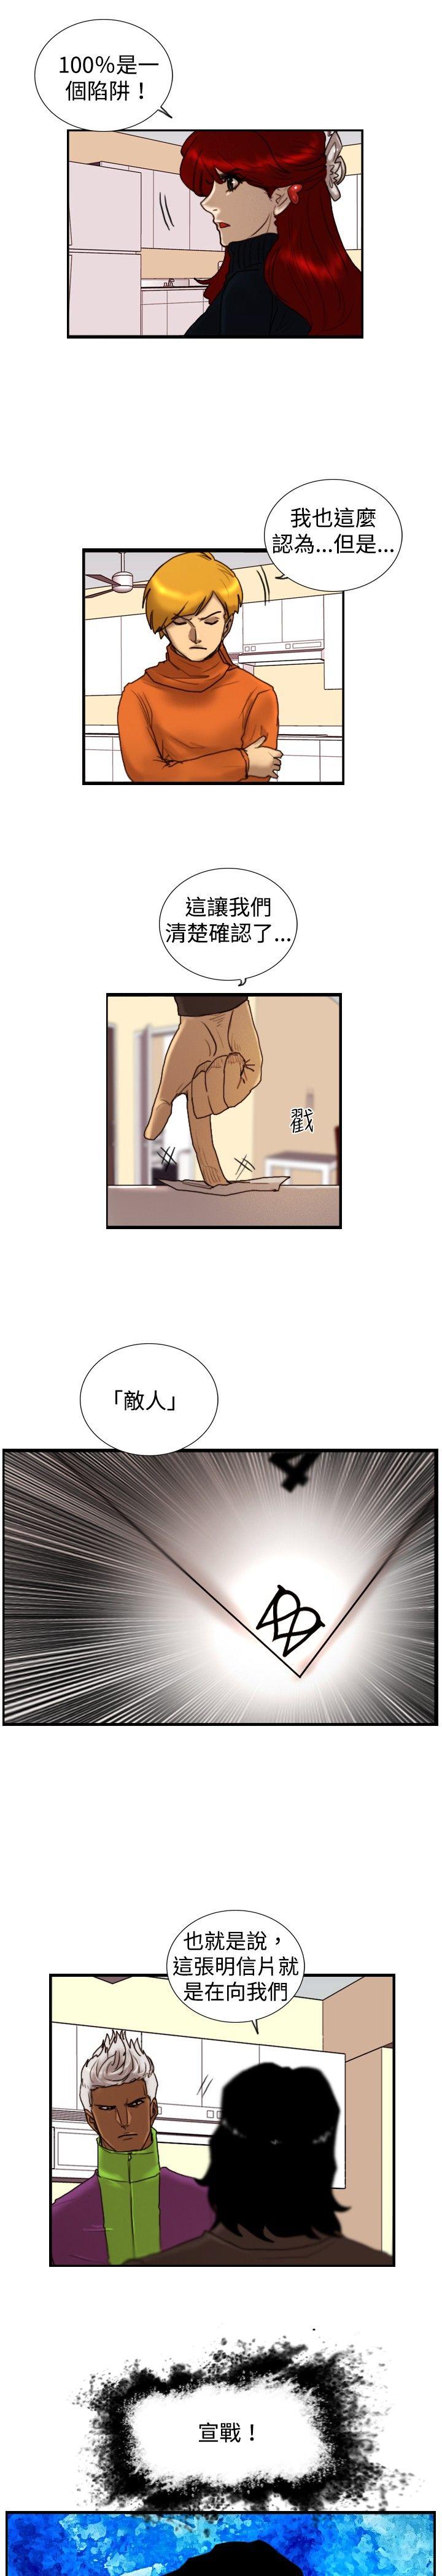 100%是一
個陷阱！
我也這麼
認為...但是...
這讓我們
清楚確認了...
戳
「敵人」
4
也就是說，
這張明信片就
是在向我們
宣戰！